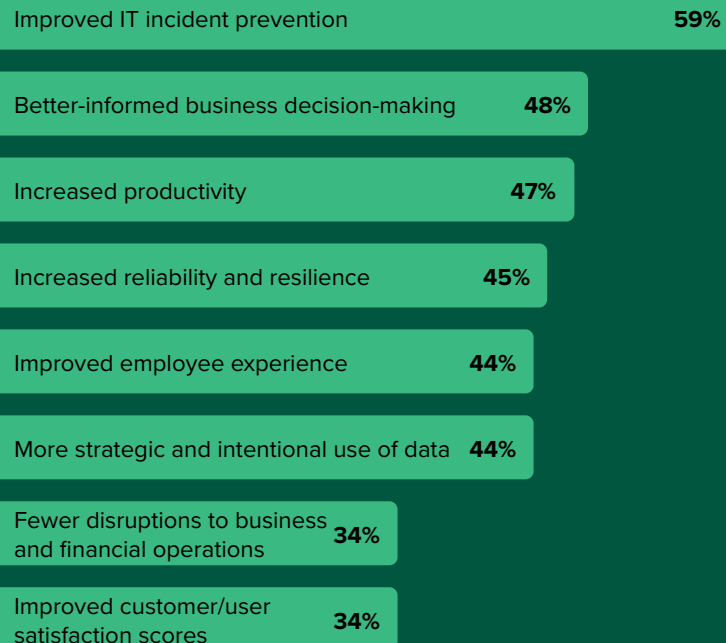 Improved IT incident prevention 59%
Better-informed business decision-making 48%
Increased productivity 47%
Increased reliability and resilience 45%
Improved employee experience 44%
More strategic and intentional use of data 44%
Fewer disruptions to business
and financial operations 34%
Improved customer/user
satisfaction scores 34%